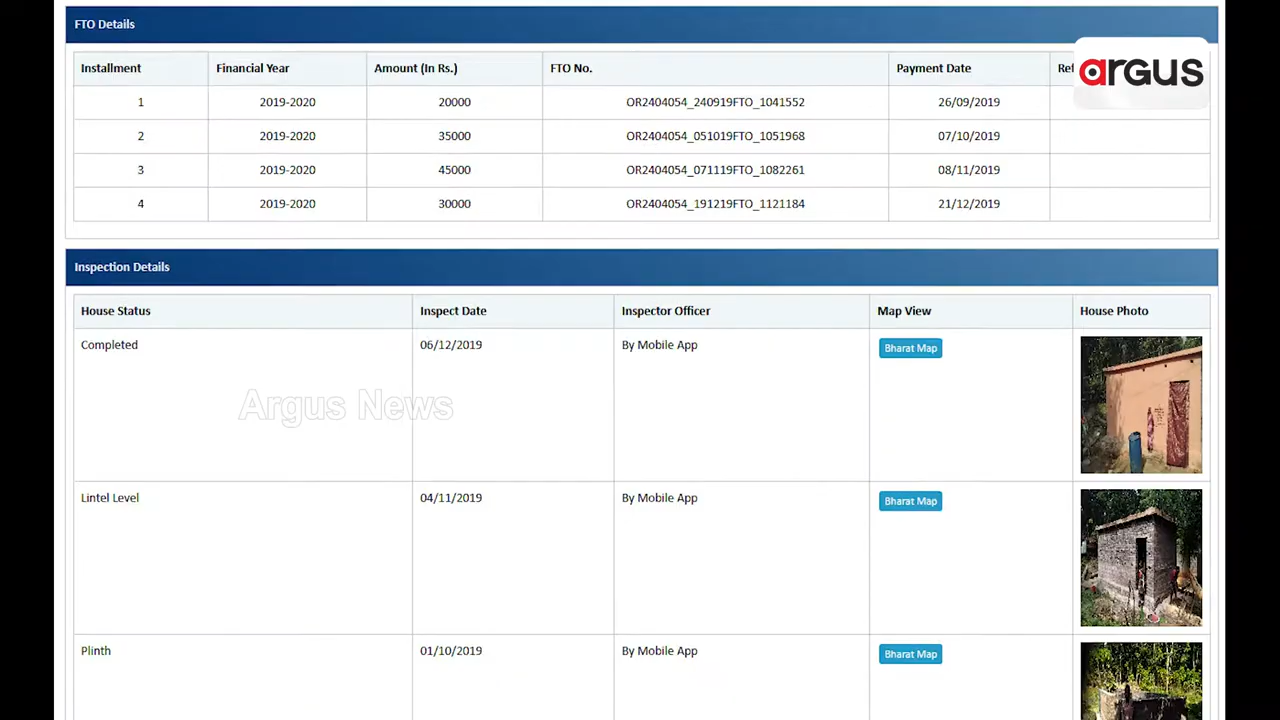 FTO Details
argus
Installment Financial Year Amount (In Rs.) FTO No. Payment Date
1 2019-2020 20000 OR2404054_240919FTO_1041552 26/09/2019
2 2019-2020 35000 OR2404054_051019FTO_1051968 07/10/2019
3 2019-2020 45000 OR2404054_071119FTO_1082261 08/11/2019
4 2019-2020 30000 OR2404054_191219FTO_1121184 21/12/2019
Inspection Details
House Status Inspect Date Inspector Officer Map View House Photo
Completed 06/12/2019 By Mobile App Bharat Map
Argus News
Lintel Level 04/11/2019 By Mobile App Bharat Map
Plinth 01/10/2019 By Mobile App Bharat Map